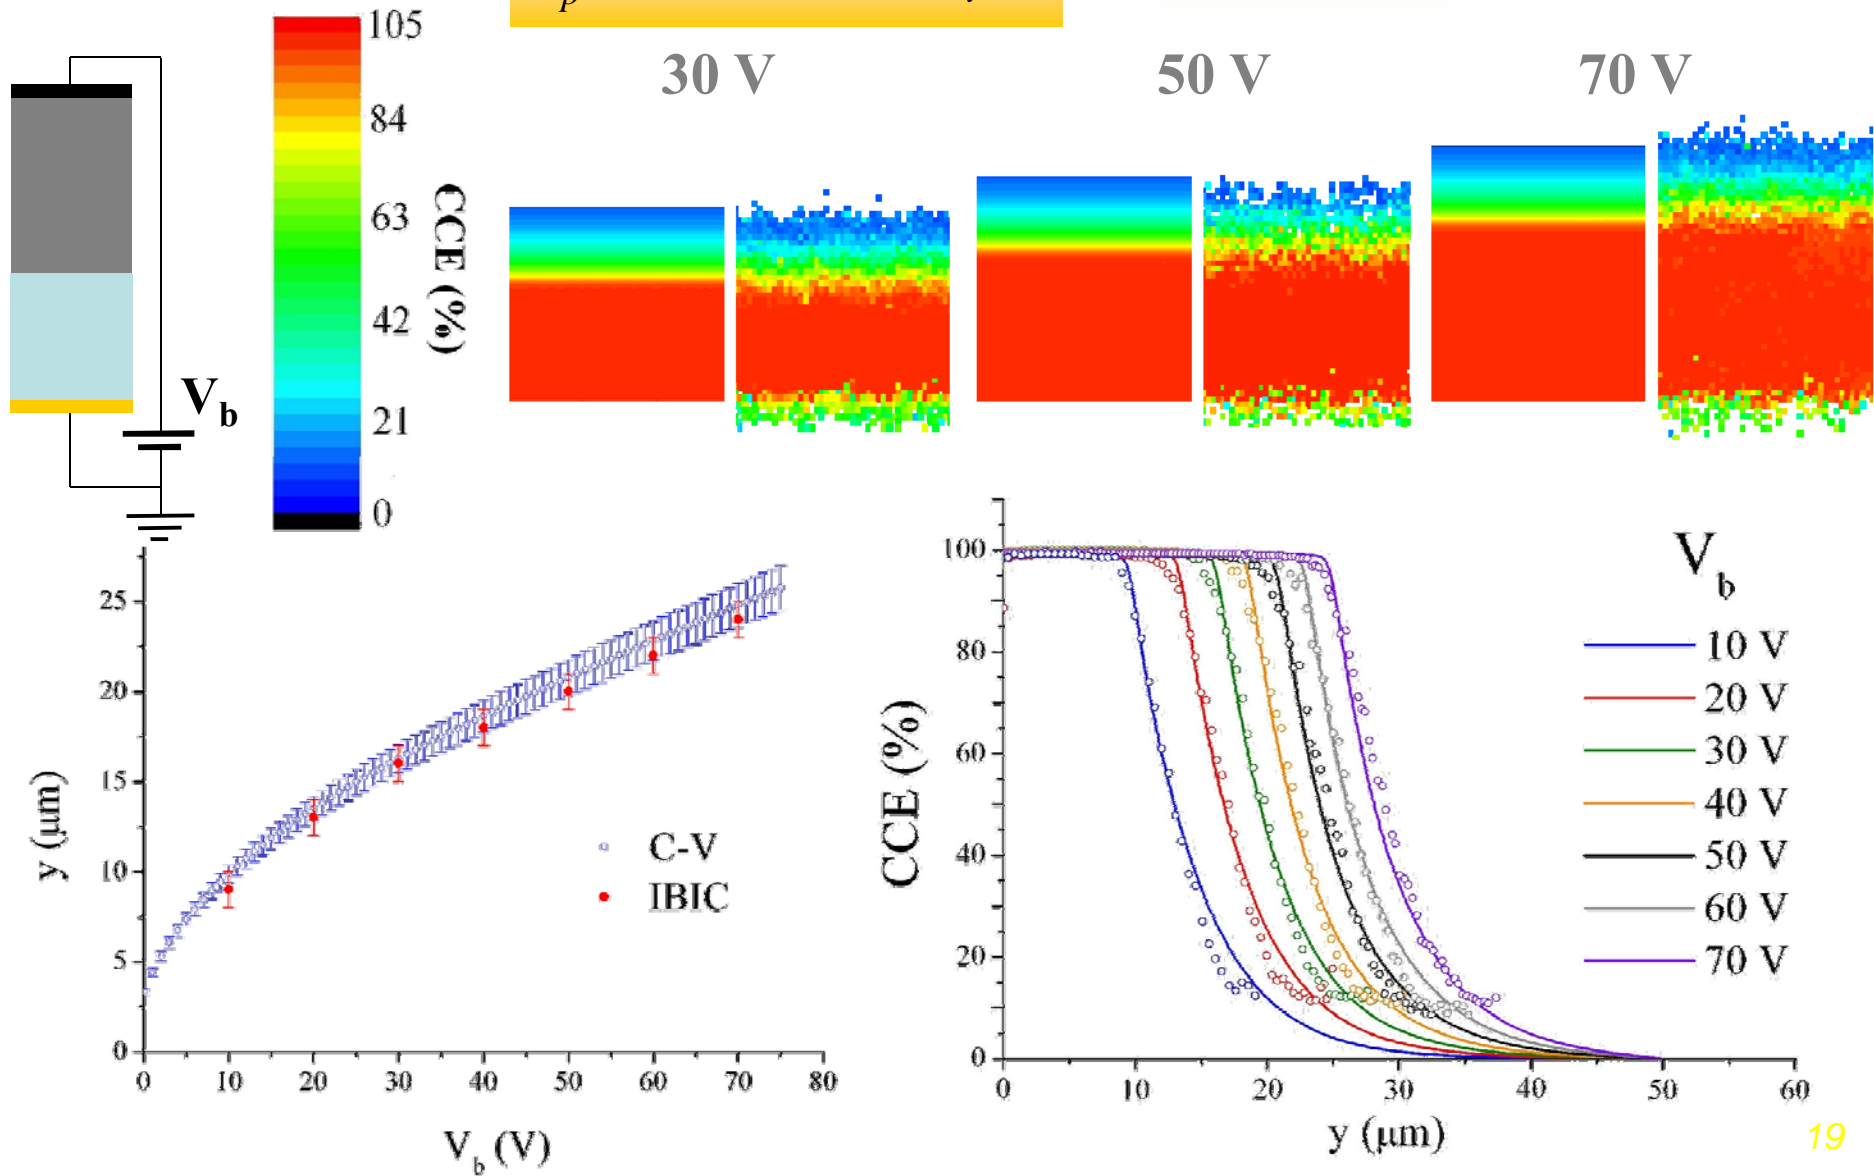 p
30 V
50 V
70 V
105
84
63
42
21
0
CCE (%)
V_b
25
20
15
10
5
0
y (μm)
0 10 20 30 40 50 60 70 80
V_b (V)
C-V
IBIC
100
80
60
40
20
0
CCE (%)
0 10 20 30 40 50 60
y (μm)
V_b
10 V
20 V
30 V
40 V
50 V
60 V
70 V
19